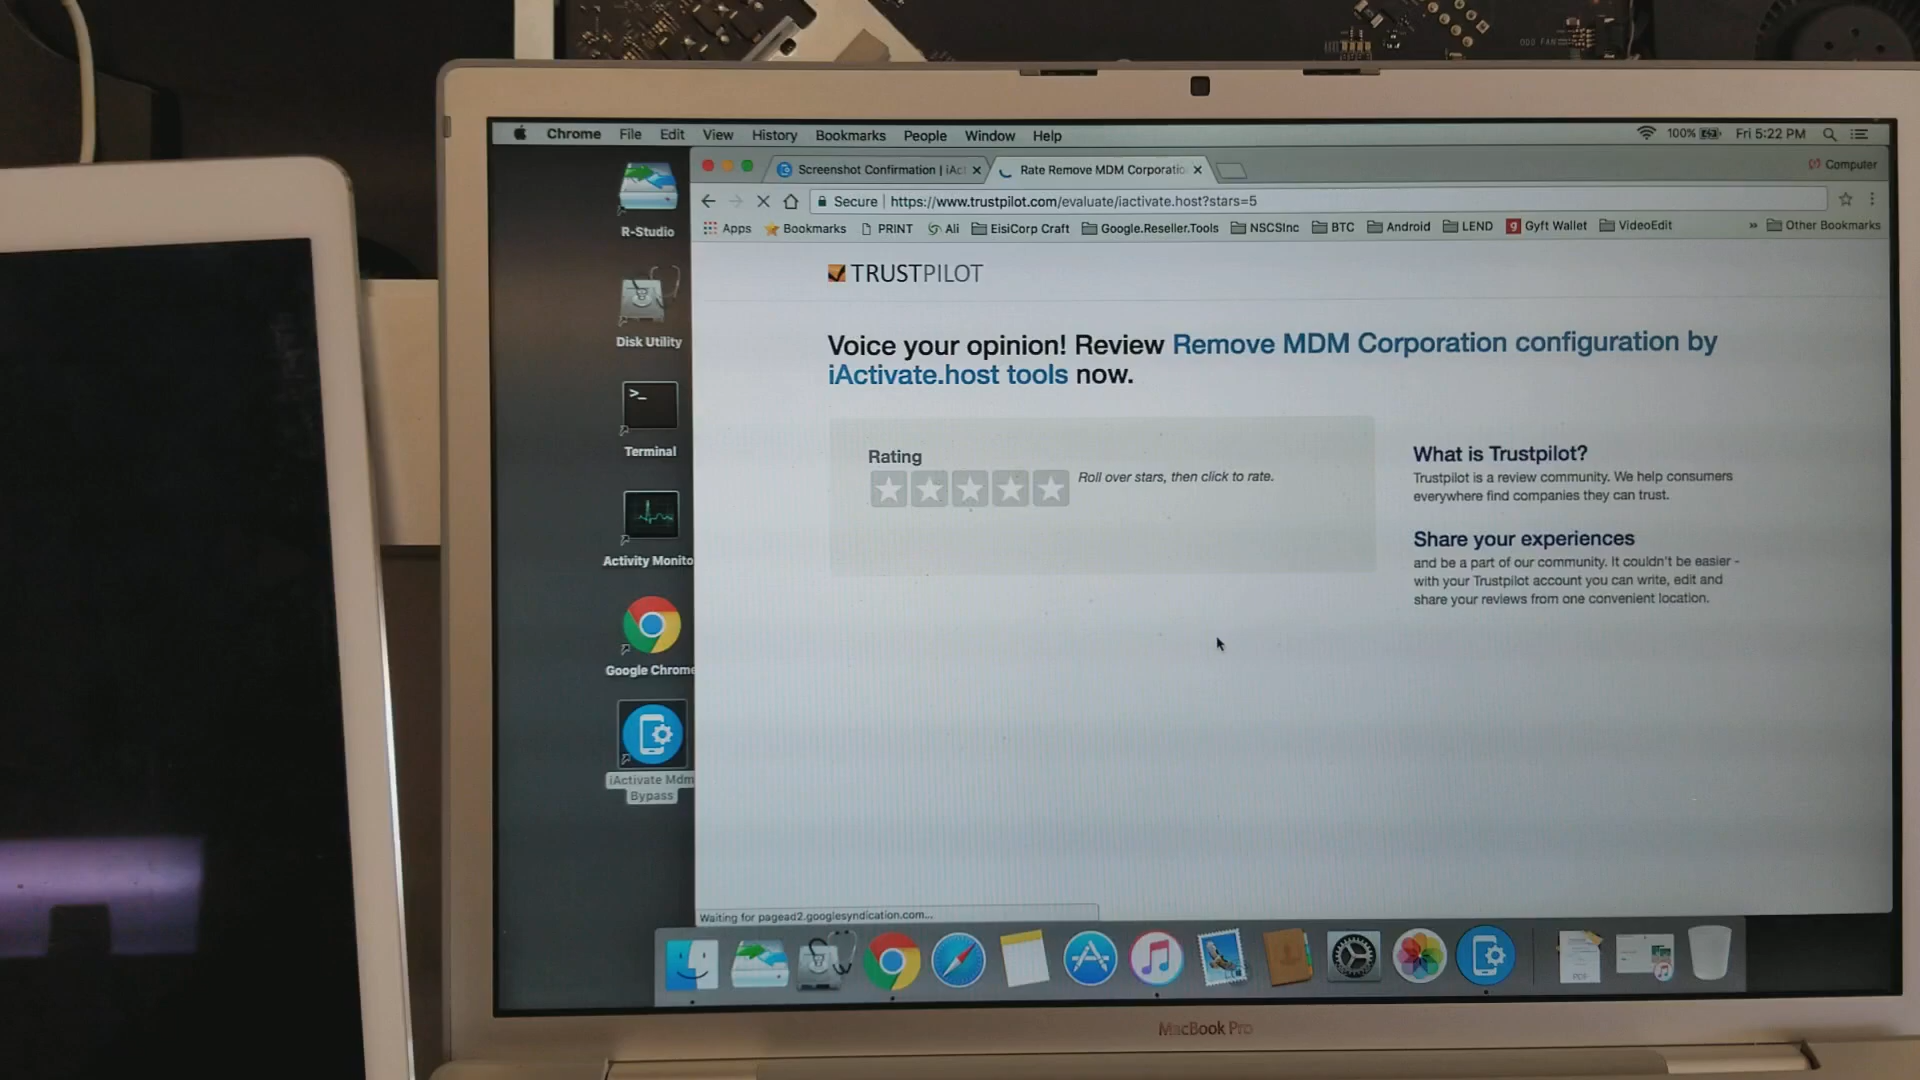 Chrome File Edit View History Bookmarks People Window Help
100% Fri 5:22 PM
Screenshot Confirmation | iAct
Rate Remove MDM Corporatio
Computer
Secure | https://www.trustpilot.com/evaluate/iactivate.host?stars=5
Apps Bookmarks PRINT Ali EisiCorp Craft Google.Reseller.Tools NSCSInc BTC Android LEND Gyft Wallet VideoEdit » Other Bookmarks
R-Studio
Disk Utility
Terminal
Activity Monito
Google Chrome
iActivate Mdm
Bypass
TRUSTPILOT
Voice your opinion! Review Remove MDM Corporation configuration by
iActivate.host tools now.
Rating
Roll over stars, then click to rate.
What is Trustpilot?
Trustpilot is a review community. We help consumers
everywhere find companies they can trust.
Share your experiences
and be a part of our community. It couldn't be easier -
with your Trustpilot account you can write, edit and
share your reviews from one convenient location.
Waiting for pagead2.googlesyndication.com...
MacBook Pro
ODD FAN